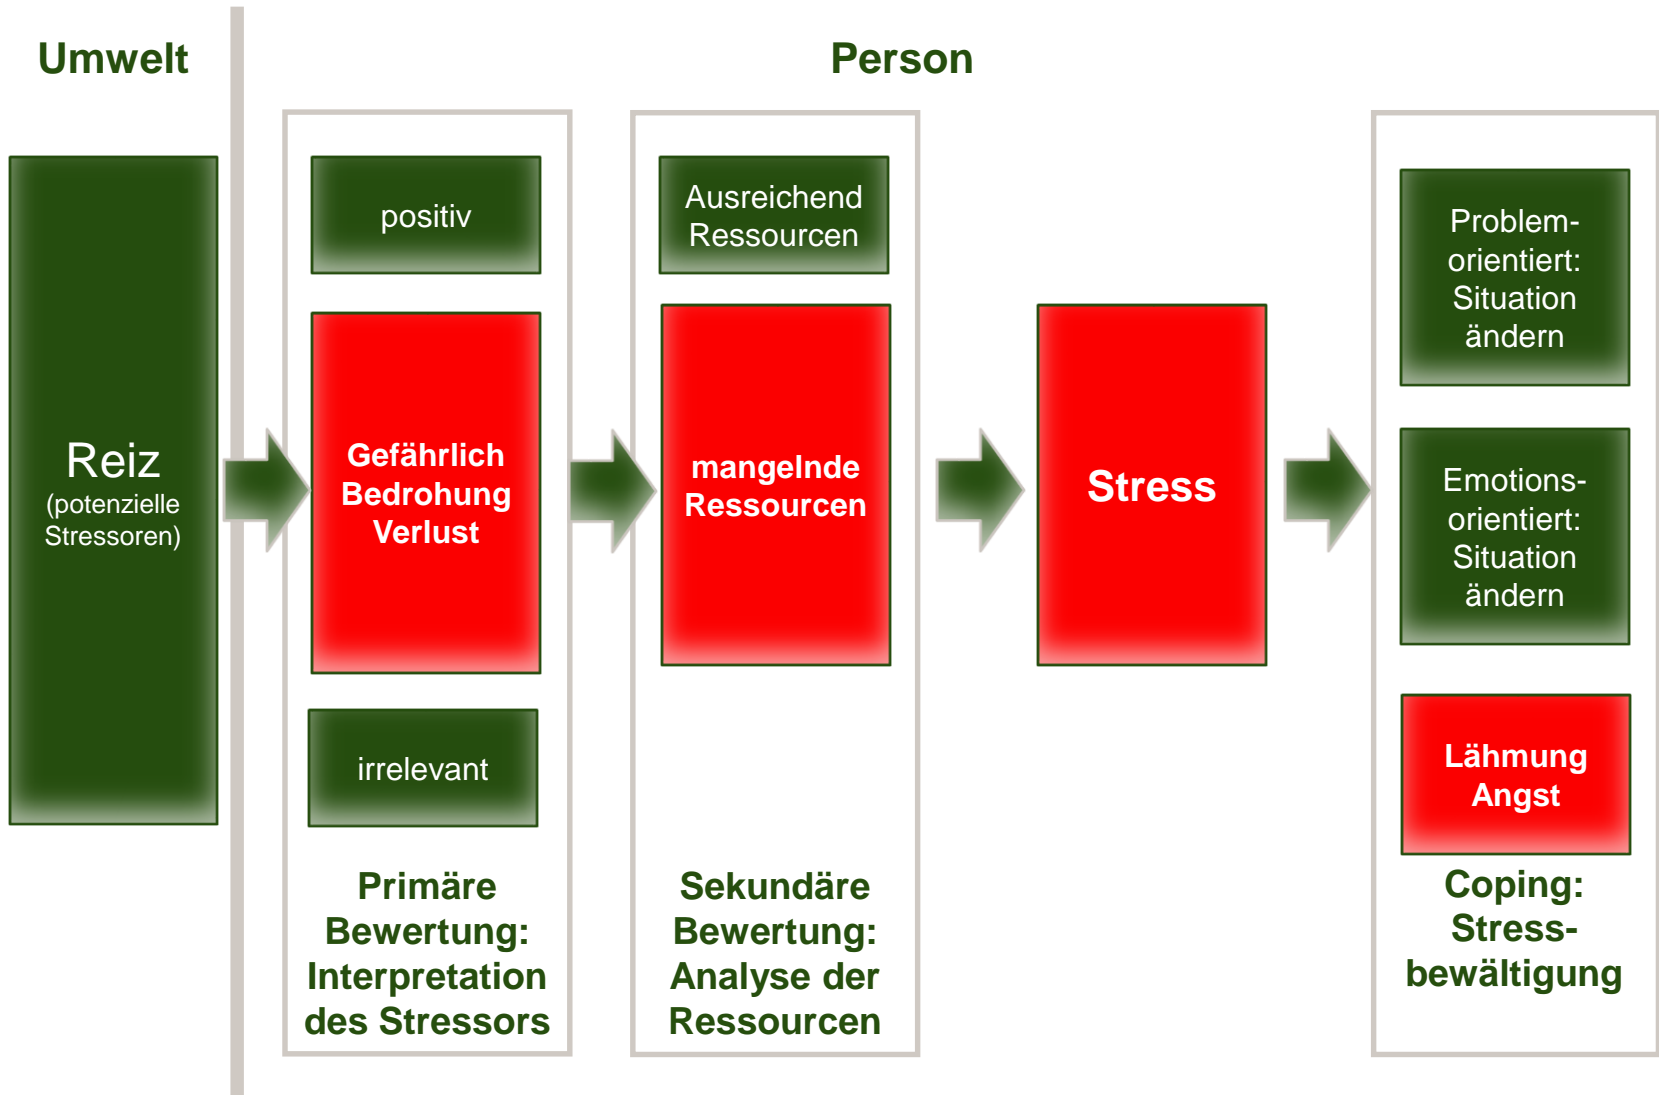 Umwelt
Person
Reiz
(potenzielle
Stressoren)
positiv
Gefährlich
Bedrohung
Verlust
irrelevant
Primäre
Bewertung:
Interpretation
des Stressors
Ausreichend
Ressourcen
mangelnde
Ressourcen
Sekundäre
Bewertung:
Analyse der
Ressourcen
Stress
Problem-
orientiert:
Situation
ändern
Emotions-
orientiert:
Situation
ändern
Lähmung
Angst
Coping:
Stress-
bewältigung